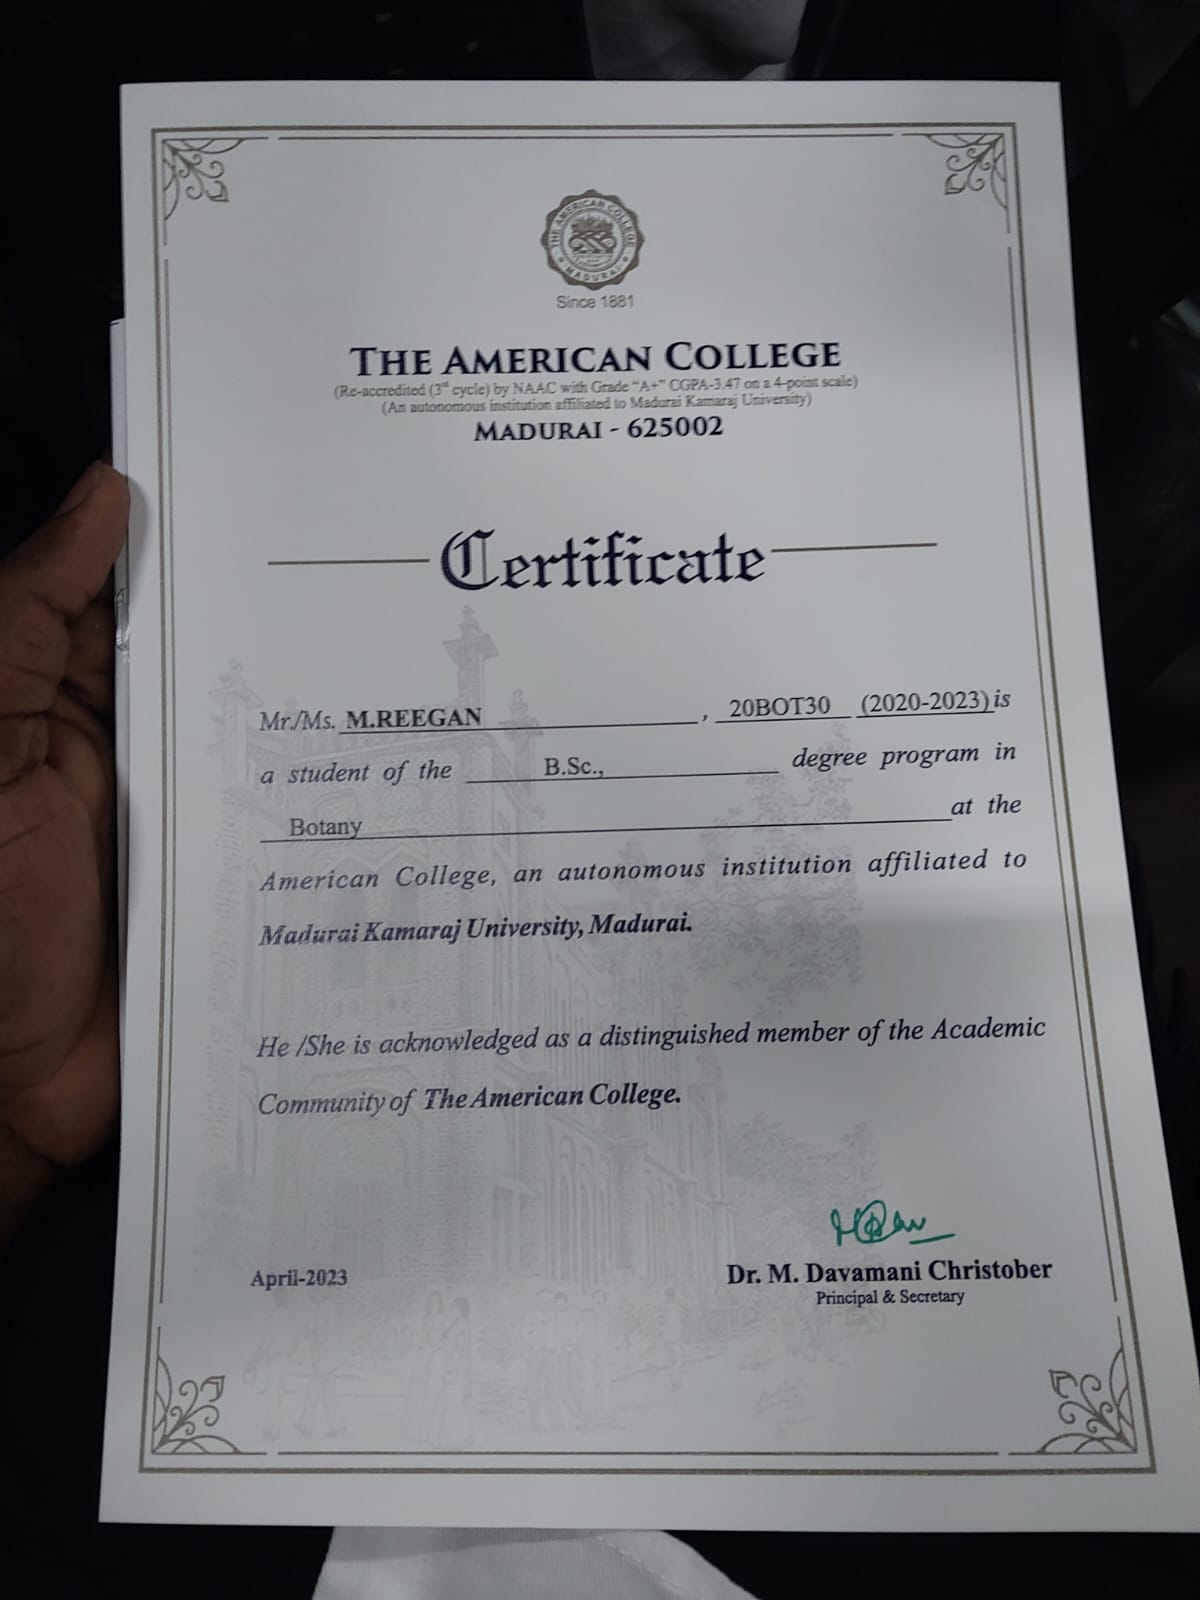 THE AMERICAN COLLEGE
MADURAI
Since 1881
THE AMERICAN COLLEGE
(Re-accredited (3rd cycle) by NAAC with Grade "A+" CGPA-3.47 on a 4-point scale)
(An autonomous institution affiliated to Madurai Kamaraj University)
MADURAI - 625002
Certificate
Mr./Ms. M.REEGAN , 20BOT30 (2020-2023) is
a student of the B.Sc., degree program in
Botany at the
American College, an autonomous institution affiliated to
Madurai Kamaraj University, Madurai.
He /She is acknowledged as a distinguished member of the Academic
Community of The American College.
April-2023
Dr. M. Davamani Christober
Principal & Secretary